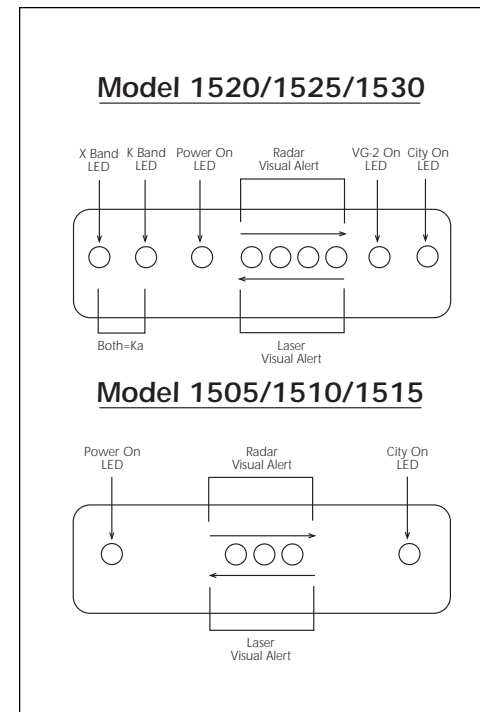 Model 1520/1525/1530
X Band K Band Power On Radar VG-2 On City On
LED LED LED Visual Alert LED LED
Both=Ka
Laser
Visual Alert
Model 1505/1510/1515
Power On Radar City On
LED Visual Alert LED
Laser
Visual Alert